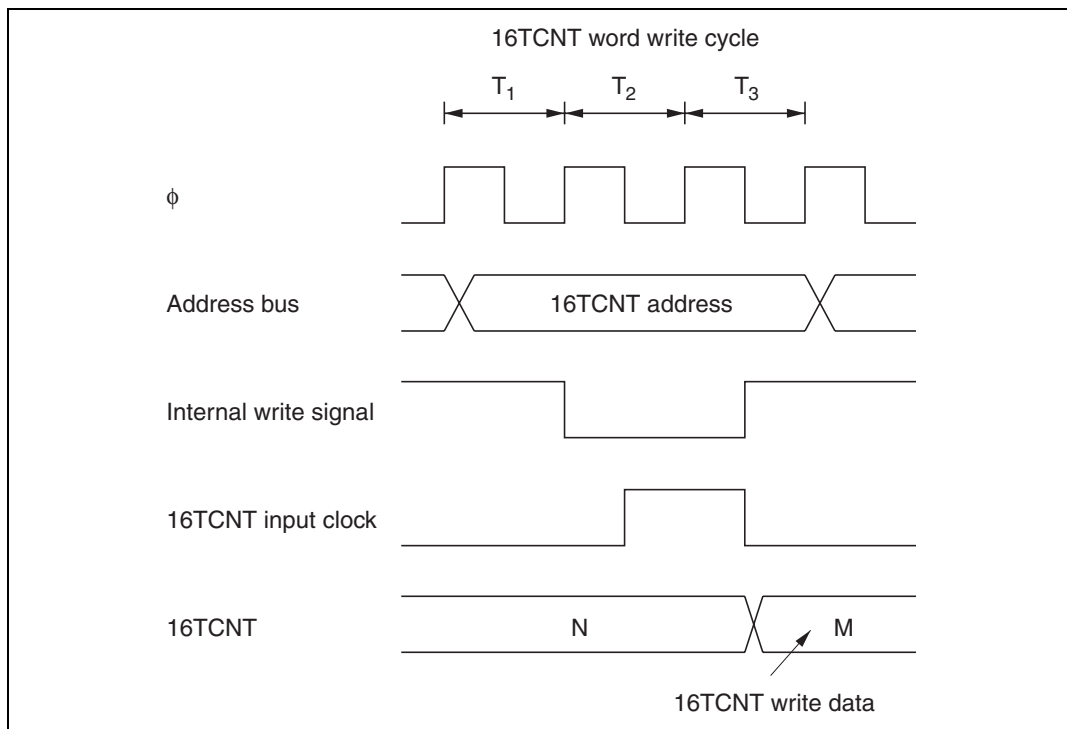 16TCNT word write cycle
T1 T2 T3
φ
Address bus 16TCNT address
Internal write signal
16TCNT input clock
16TCNT N M
16TCNT write data